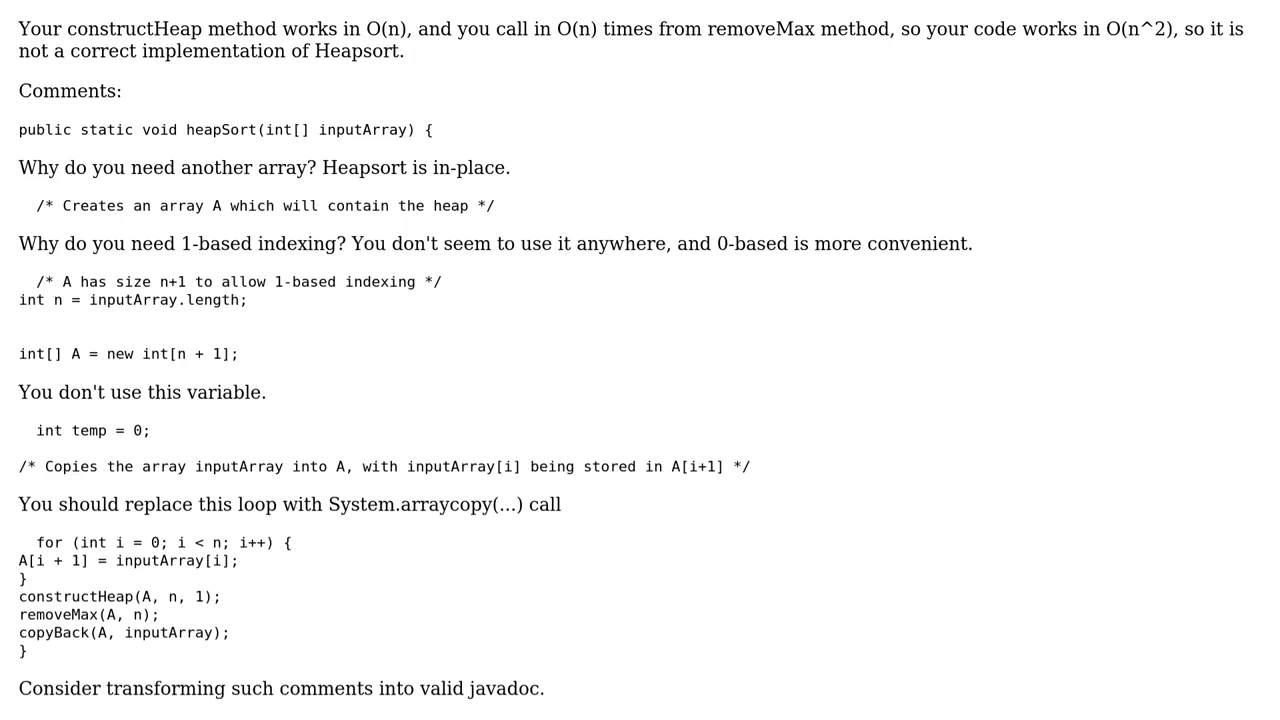 Your constructHeap method works in O(n), and you call in O(n) times from removeMax method, so your code works in O(n^2), so it is
not a correct implementation of Heapsort.
Comments:
public static void heapSort(int[] inputArray) {
Why do you need another array? Heapsort is in-place.
/* Creates an array A which will contain the heap */
Why do you need 1-based indexing? You don't seem to use it anywhere, and 0-based is more convenient.
/* A has size n+1 to allow 1-based indexing */
int n = inputArray.length;
int[] A = new int[n + 1];
You don't use this variable.
int temp = 0;
/* Copies the array inputArray into A, with inputArray[i] being stored in A[i+1] */
You should replace this loop with System.arraycopy(...) call
for (int i = 0; i < n; i++) {
A[i + 1] = inputArray[i];
}
constructHeap(A, n, 1);
removeMax(A, n);
copyBack(A, inputArray);
}
Consider transforming such comments into valid javadoc.